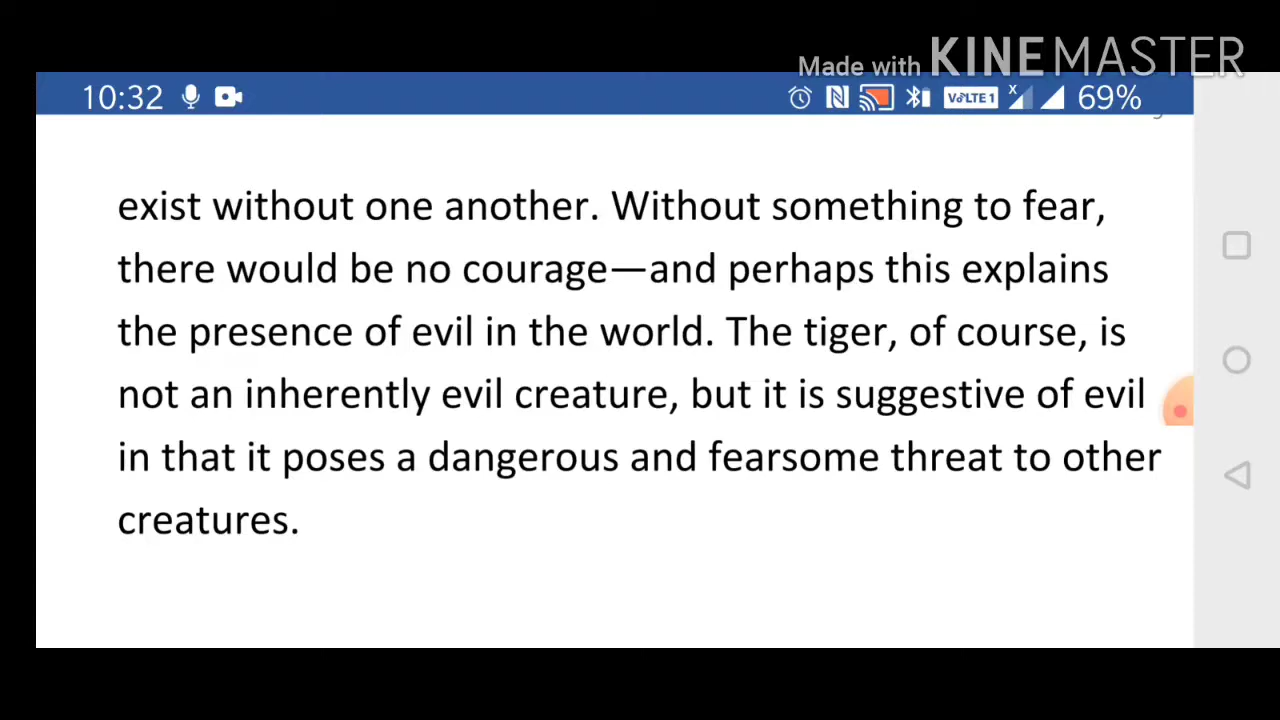 Made with KINEMASTER
10:32 VoLTE 1 x 69%
exist without one another. Without something to fear,
there would be no courage—and perhaps this explains
the presence of evil in the world. The tiger, of course, is
not an inherently evil creature, but it is suggestive of evil
in that it poses a dangerous and fearsome threat to other
creatures.